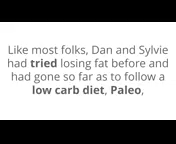 Like most folks, Dan and Sylvie
had tried losing fat before and
had gone so far as to follow a
low carb diet, Paleo,